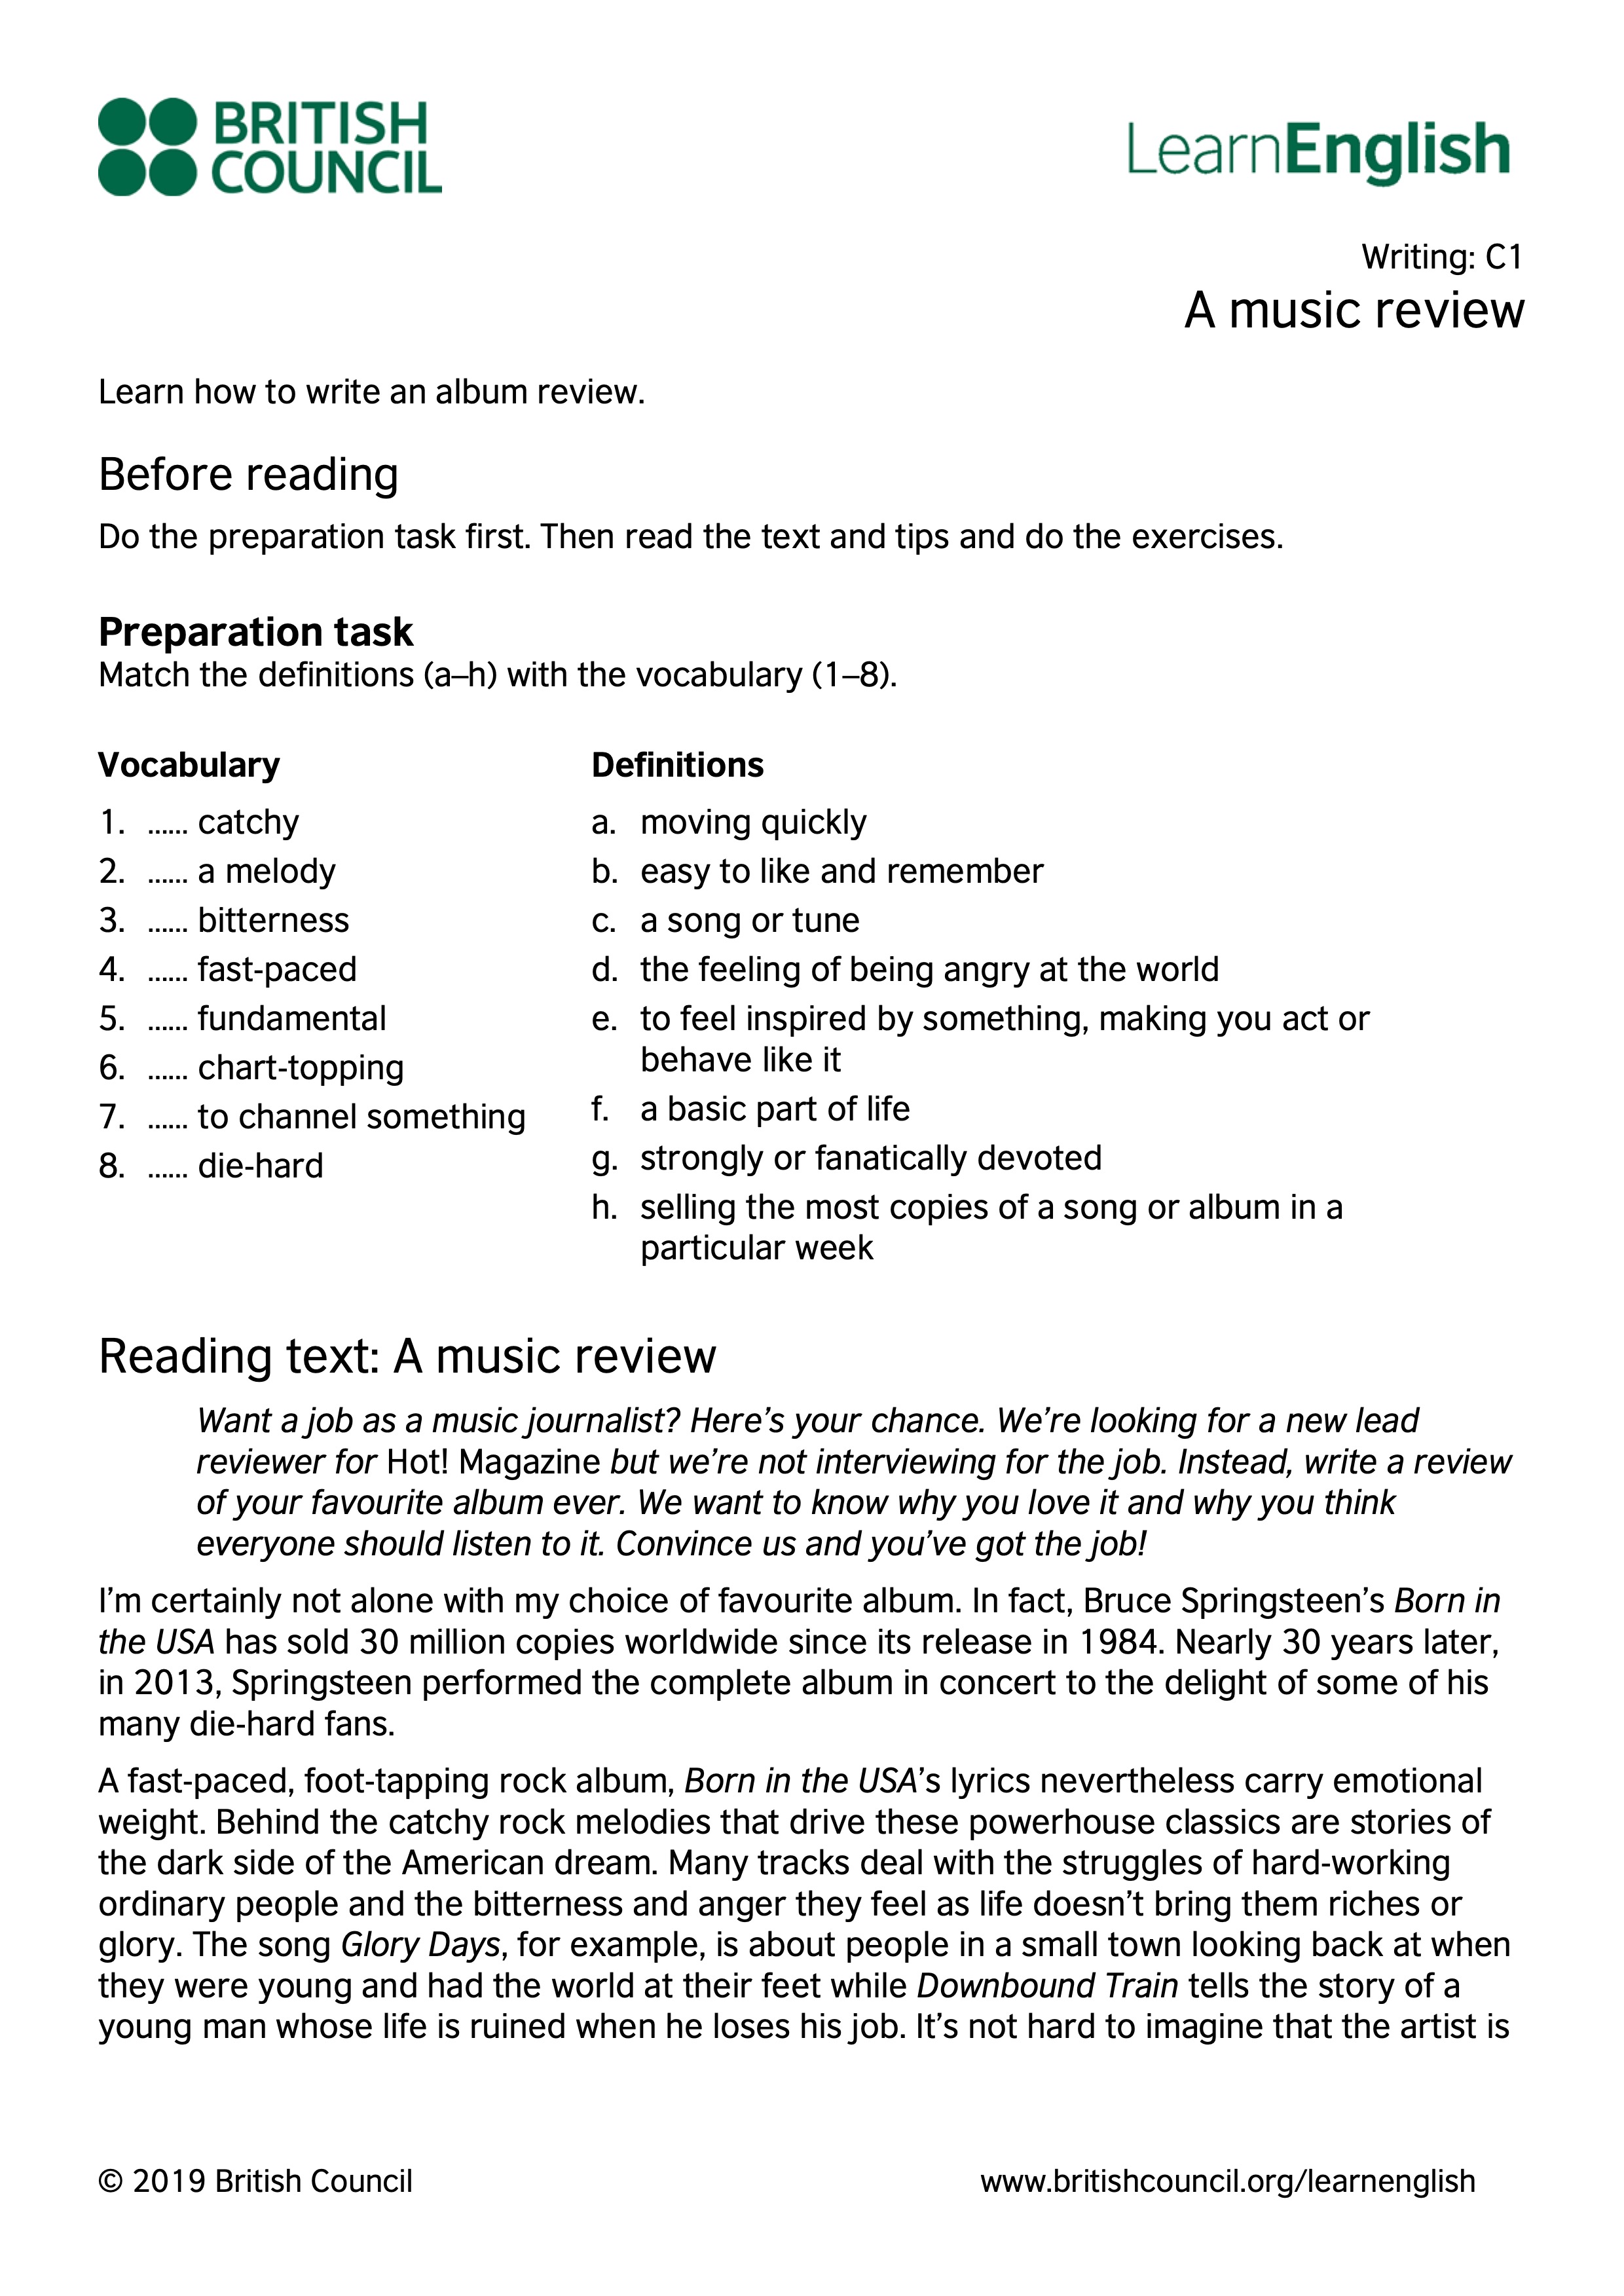 BRITISH
COUNCIL
LearnEnglish
Writing: C1
A music review
Learn how to write an album review.
Before reading
Do the preparation task first. Then read the text and tips and do the exercises.
Preparation task
Match the definitions (a–h) with the vocabulary (1–8).
Vocabulary
1. ...... catchy
2. ...... a melody
3. ...... bitterness
4. ...... fast-paced
5. ...... fundamental
6. ...... chart-topping
7. ...... to channel something
8. ...... die-hard
Definitions
a. moving quickly
b. easy to like and remember
c. a song or tune
d. the feeling of being angry at the world
e. to feel inspired by something, making you act or
behave like it
f. a basic part of life
g. strongly or fanatically devoted
h. selling the most copies of a song or album in a
particular week
Reading text: A music review
Want a job as a music journalist? Here’s your chance. We’re looking for a new lead
reviewer for Hot! Magazine but we’re not interviewing for the job. Instead, write a review
of your favourite album ever. We want to know why you love it and why you think
everyone should listen to it. Convince us and you’ve got the job!
I’m certainly not alone with my choice of favourite album. In fact, Bruce Springsteen’s Born in
the USA has sold 30 million copies worldwide since its release in 1984. Nearly 30 years later,
in 2013, Springsteen performed the complete album in concert to the delight of some of his
many die-hard fans.
A fast-paced, foot-tapping rock album, Born in the USA’s lyrics nevertheless carry emotional
weight. Behind the catchy rock melodies that drive these powerhouse classics are stories of
the dark side of the American dream. Many tracks deal with the struggles of hard-working
ordinary people and the bitterness and anger they feel as life doesn’t bring them riches or
glory. The song Glory Days, for example, is about people in a small town looking back at when
they were young and had the world at their feet while Downbound Train tells the story of a
young man whose life is ruined when he loses his job. It’s not hard to imagine that the artist is
© 2019 British Council
www.britishcouncil.org/learnenglish